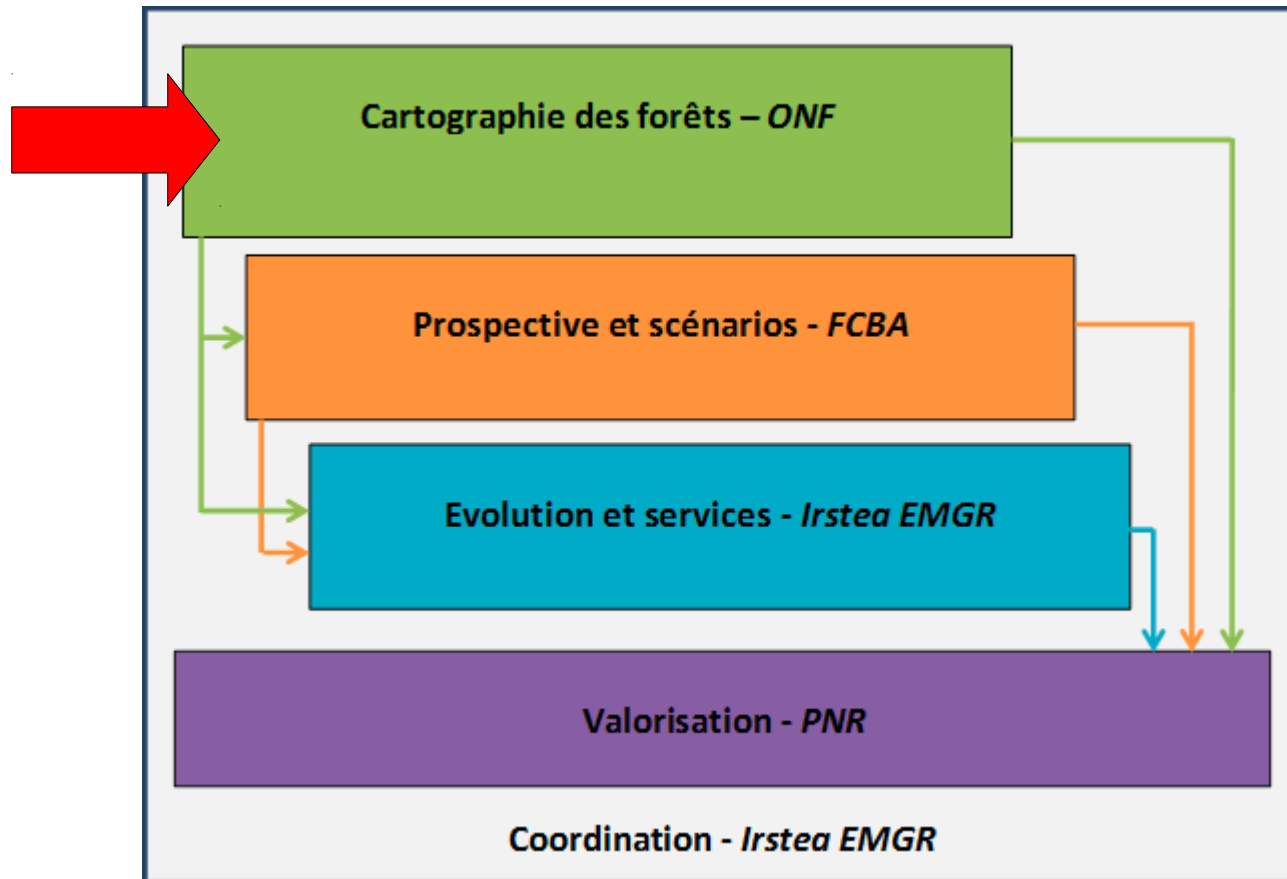 Cartographie des forêts – ONF
Prospective et scénarios - FCBA
Evolution et services - Irstea EMGR
Valorisation - PNR
Coordination - Irstea EMGR